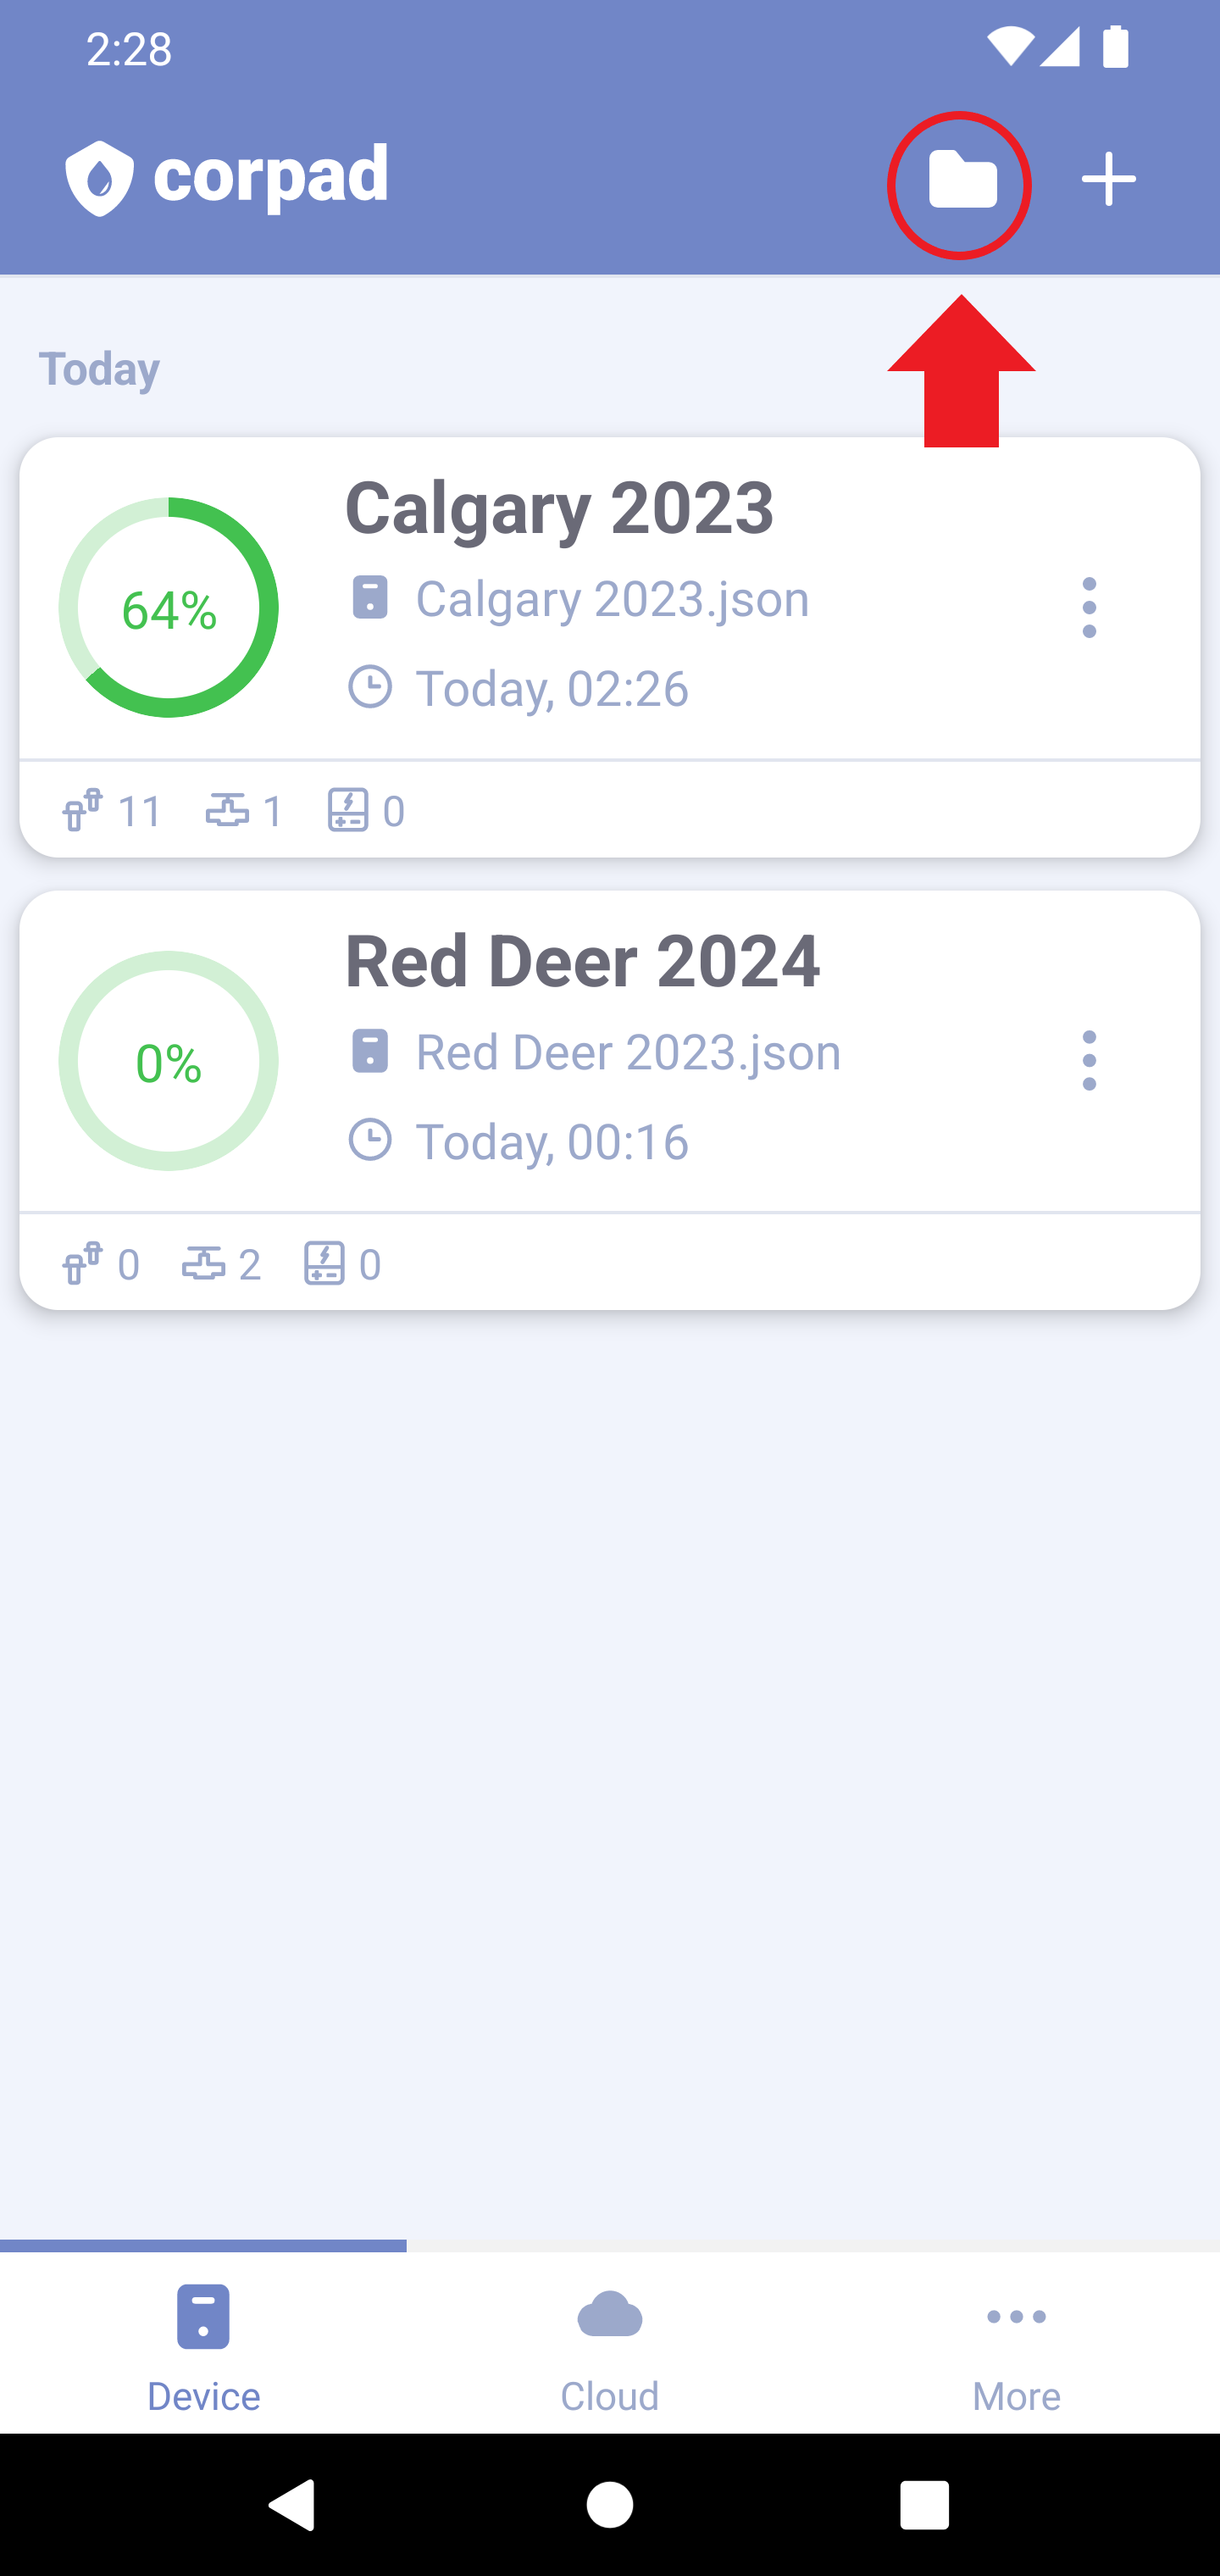 2:28
corpad
Today
Calgary 2023
64%
Calgary 2023.json
Today, 02:26
11 1 0
Red Deer 2024
0%
Red Deer 2023.json
Today, 00:16
0 2 0
Device Cloud More